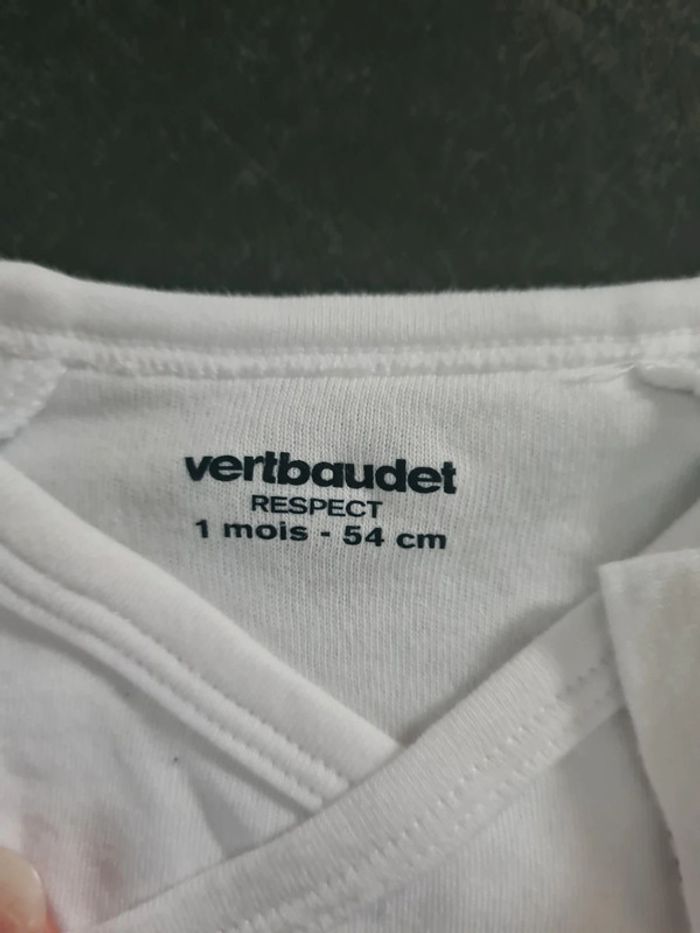 vertbaudet
RESPECT
1 mois - 54 cm